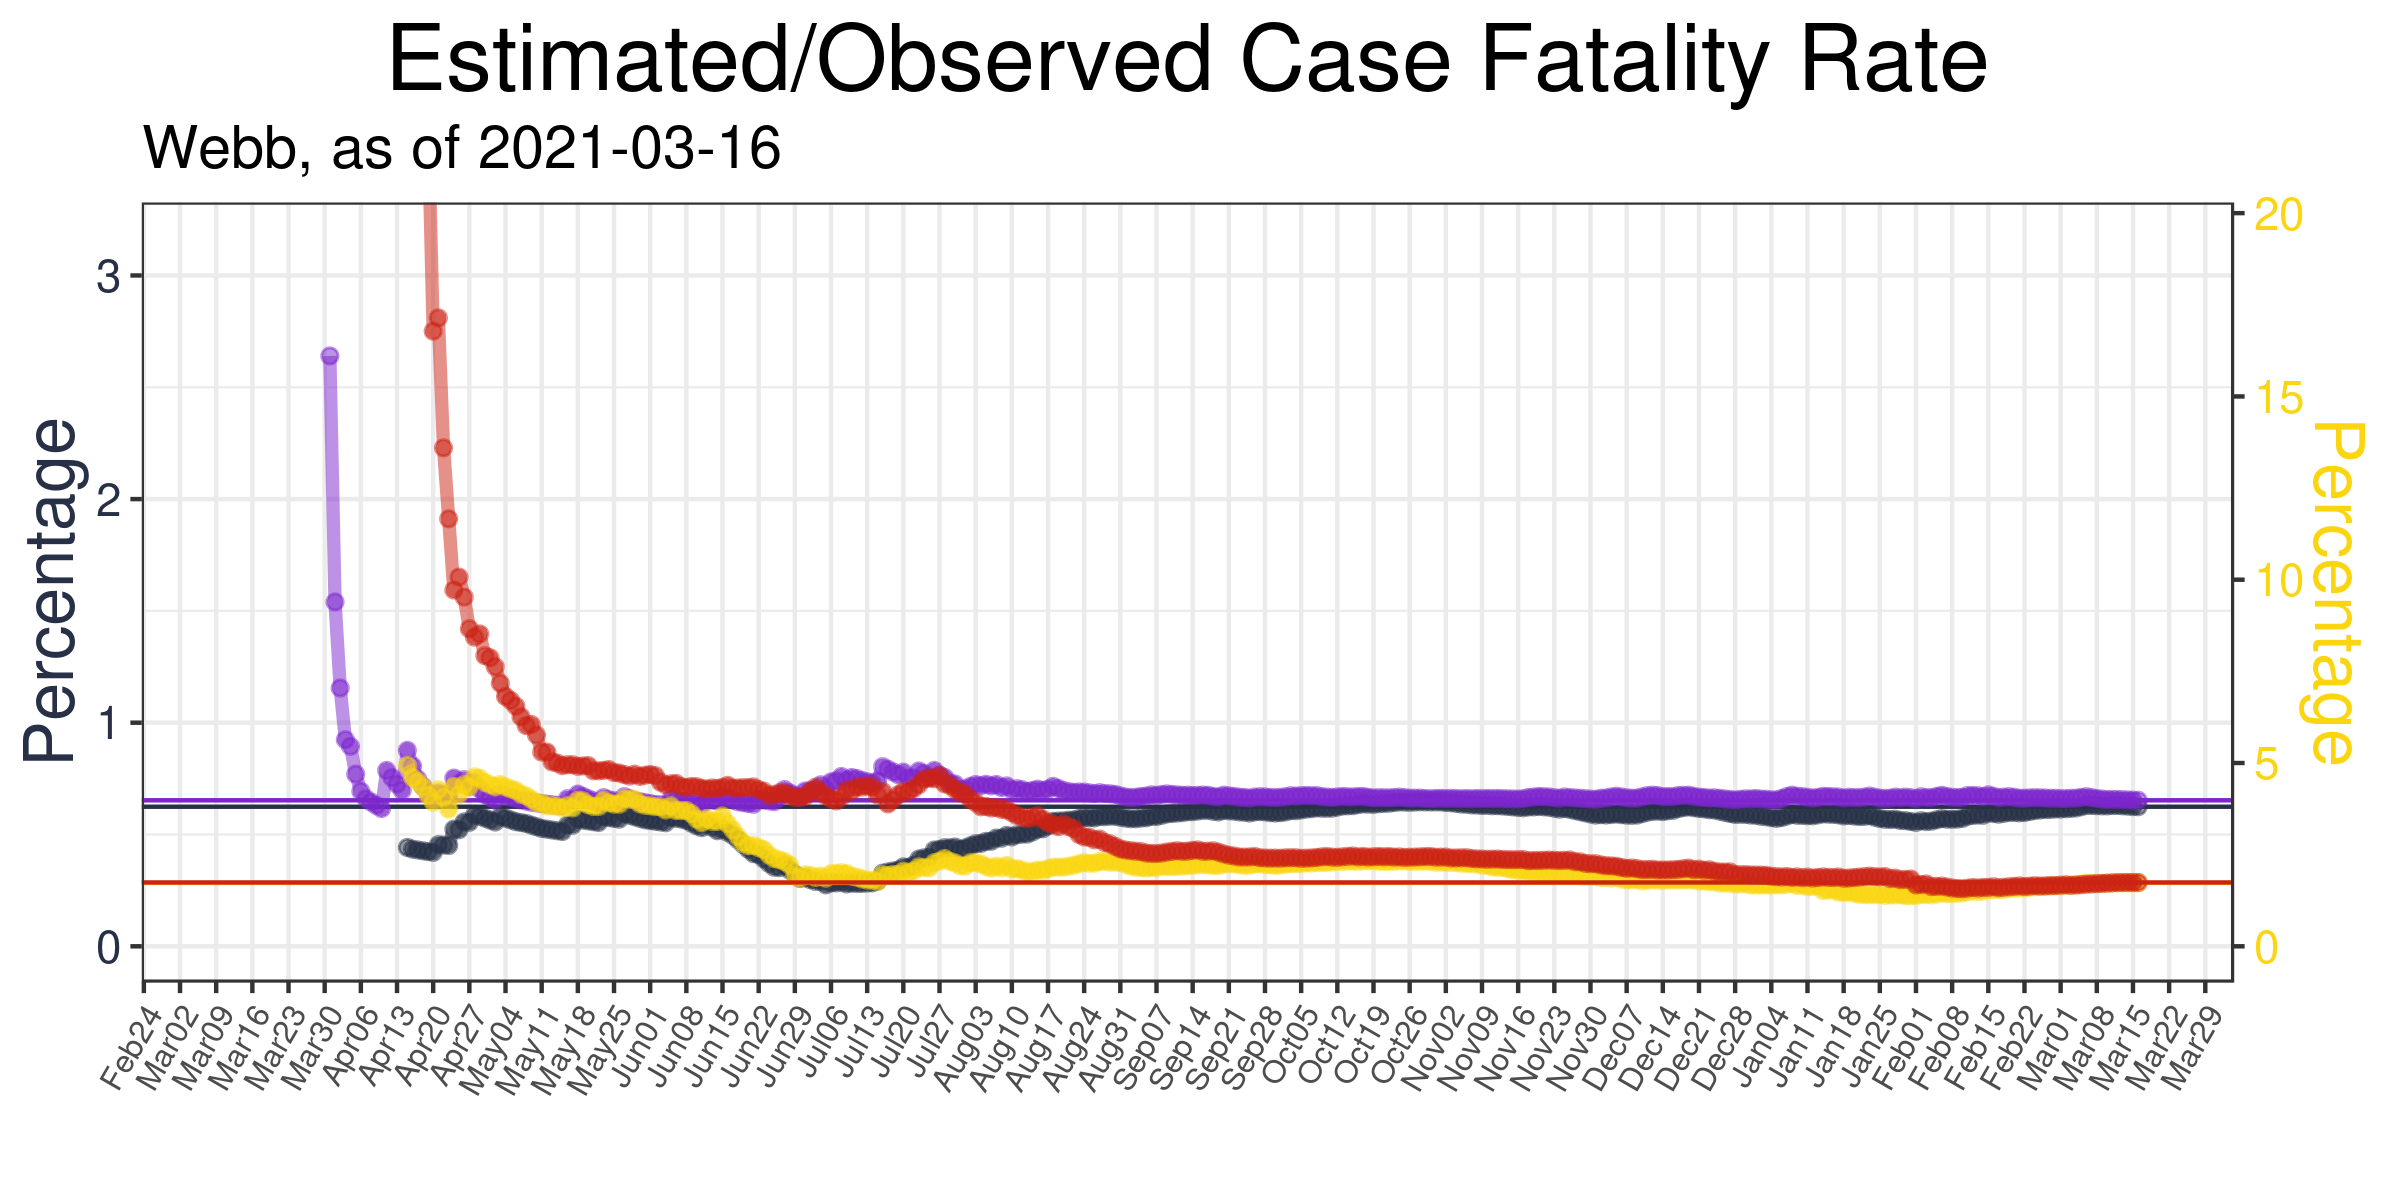 Estimated/Observed Case Fatality Rate
Webb, as of 2021-03-16
Percentage
3
2
1
0
20
15
10
5
0
Percentage
Feb24
Mar02
Mar09
Mar16
Mar23
Mar30
Apr06
Apr13
Apr20
Apr27
May04
May11
May18
May25
Jun01
Jun08
Jun15
Jun22
Jun29
Jul06
Jul13
Jul20
Jul27
Aug03
Aug10
Aug17
Aug24
Aug31
Sep07
Sep14
Sep21
Sep28
Oct05
Oct12
Oct19
Oct26
Nov02
Nov09
Nov16
Nov23
Nov30
Dec07
Dec14
Dec21
Dec28
Jan04
Jan11
Jan18
Jan25
Feb01
Feb08
Feb15
Feb22
Mar01
Mar08
Mar15
Mar22
Mar29